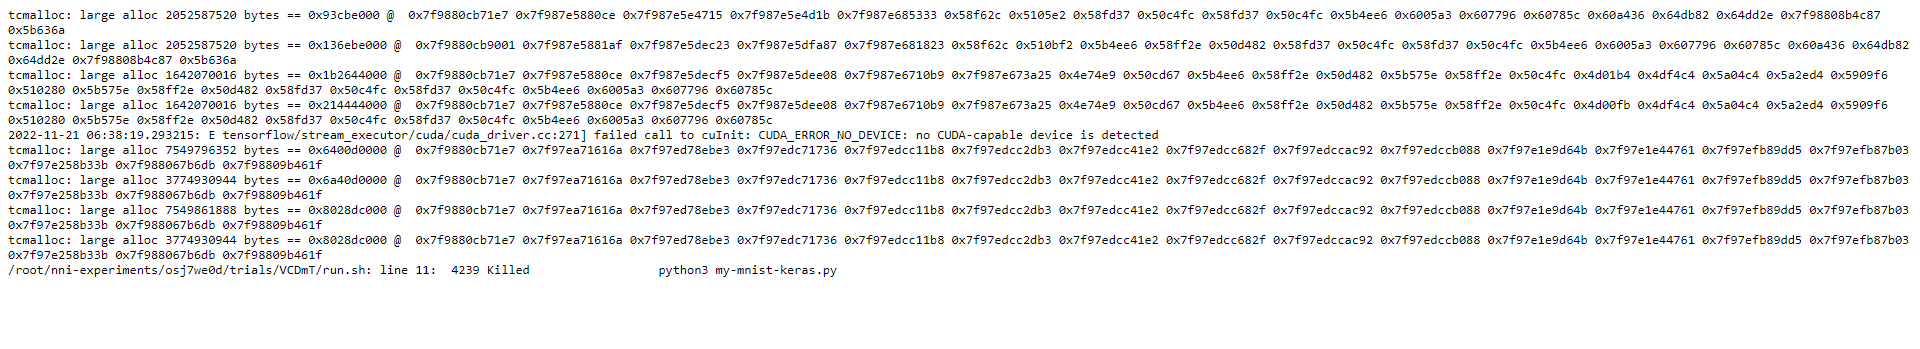 tcmalloc: large alloc 2052587520 bytes == 0x93cbe000 @  0x7f9880cb71e7 0x7f987e5880ce 0x7f987e5e4715 0x7f987e5e4d1b 0x7f987e685333 0x58f62c 0x5105e2 0x58fd37 0x50c4fc 0x58fd37 0x50c4fc 0x5b4ee6 0x6005a3 0x607796 0x60785c 0x60a436 0x64db82 0x64dd2e 0x7f98808b4c87
0x5b636a
tcmalloc: large alloc 2052587520 bytes == 0x136ebe000 @  0x7f9880cb9001 0x7f987e5881af 0x7f987e5dec23 0x7f987e5dfa87 0x7f987e681823 0x58f62c 0x510bf2 0x5b4ee6 0x58ff2e 0x50d482 0x58fd37 0x50c4fc 0x58fd37 0x50c4fc 0x5b4ee6 0x6005a3 0x607796 0x60785c 0x60a436 0x64db82
0x64dd2e 0x7f98808b4c87 0x5b636a
tcmalloc: large alloc 1642070016 bytes == 0x1b2644000 @  0x7f9880cb71e7 0x7f987e5880ce 0x7f987e5decf5 0x7f987e5dee08 0x7f987e6710b9 0x7f987e673a25 0x4e74e9 0x50cd67 0x5b4ee6 0x58ff2e 0x50d482 0x5b575e 0x58ff2e 0x50c4fc 0x4d01b4 0x4df4c4 0x5a04c4 0x5a2ed4 0x5909f6
0x510280 0x5b575e 0x58ff2e 0x50d482 0x58fd37 0x50c4fc 0x58fd37 0x50c4fc 0x5b4ee6 0x6005a3 0x607796 0x60785c
tcmalloc: large alloc 1642070016 bytes == 0x214444000 @  0x7f9880cb71e7 0x7f987e5880ce 0x7f987e5decf5 0x7f987e5dee08 0x7f987e6710b9 0x7f987e673a25 0x4e74e9 0x50cd67 0x5b4ee6 0x58ff2e 0x50d482 0x5b575e 0x58ff2e 0x50c4fc 0x4d00fb 0x4df4c4 0x5a04c4 0x5a2ed4 0x5909f6
0x510280 0x5b575e 0x58ff2e 0x50d482 0x58fd37 0x50c4fc 0x58fd37 0x50c4fc 0x5b4ee6 0x6005a3 0x607796 0x60785c
2022-11-21 06:38:19.293215: E tensorflow/stream_executor/cuda/cuda_driver.cc:271] failed call to cuInit: CUDA_ERROR_NO_DEVICE: no CUDA-capable device is detected
tcmalloc: large alloc 7549796352 bytes == 0x6400d0000 @  0x7f9880cb71e7 0x7f97ea71616a 0x7f97ed78ebe3 0x7f97edc71736 0x7f97edcc11b8 0x7f97edcc2db3 0x7f97edcc41e2 0x7f97edcc682f 0x7f97edccac92 0x7f97edccb088 0x7f97e1e9d64b 0x7f97e1e44761 0x7f97efb89dd5 0x7f97efb87b03
0x7f97e258b33b 0x7f988067b6db 0x7f98809b461f
tcmalloc: large alloc 3774930944 bytes == 0x6a40d0000 @  0x7f9880cb71e7 0x7f97ea71616a 0x7f97ed78ebe3 0x7f97edc71736 0x7f97edcc11b8 0x7f97edcc2db3 0x7f97edcc41e2 0x7f97edcc682f 0x7f97edccac92 0x7f97edccb088 0x7f97e1e9d64b 0x7f97e1e44761 0x7f97efb89dd5 0x7f97efb87b03
0x7f97e258b33b 0x7f988067b6db 0x7f98809b461f
tcmalloc: large alloc 7549861888 bytes == 0x8028dc000 @  0x7f9880cb71e7 0x7f97ea71616a 0x7f97ed78ebe3 0x7f97edc71736 0x7f97edcc11b8 0x7f97edcc2db3 0x7f97edcc41e2 0x7f97edcc682f 0x7f97edccac92 0x7f97edccb088 0x7f97e1e9d64b 0x7f97e1e44761 0x7f97efb89dd5 0x7f97efb87b03
0x7f97e258b33b 0x7f988067b6db 0x7f98809b461f
tcmalloc: large alloc 3774930944 bytes == 0x8028dc000 @  0x7f9880cb71e7 0x7f97ea71616a 0x7f97ed78ebe3 0x7f97edc71736 0x7f97edcc11b8 0x7f97edcc2db3 0x7f97edcc41e2 0x7f97edcc682f 0x7f97edccac92 0x7f97edccb088 0x7f97e1e9d64b 0x7f97e1e44761 0x7f97efb89dd5 0x7f97efb87b03
0x7f97e258b33b 0x7f988067b6db 0x7f98809b461f
/root/nni-experiments/osj7we0d/trials/VCDmT/run.sh: line 11:  4239 Killed                  python3 my-mnist-keras.py